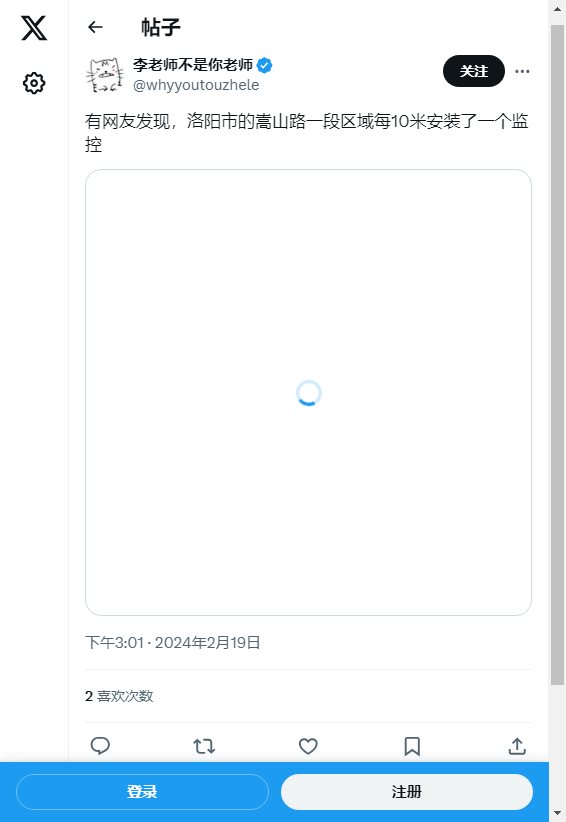 帖子
李老师不是你老师
@whyyoutouzhele
关注
有网友发现，洛阳市的嵩山路一段区域每10米安装了一个监
控
下午3:01 · 2024年2月19日
2 喜欢次数
登录
注册